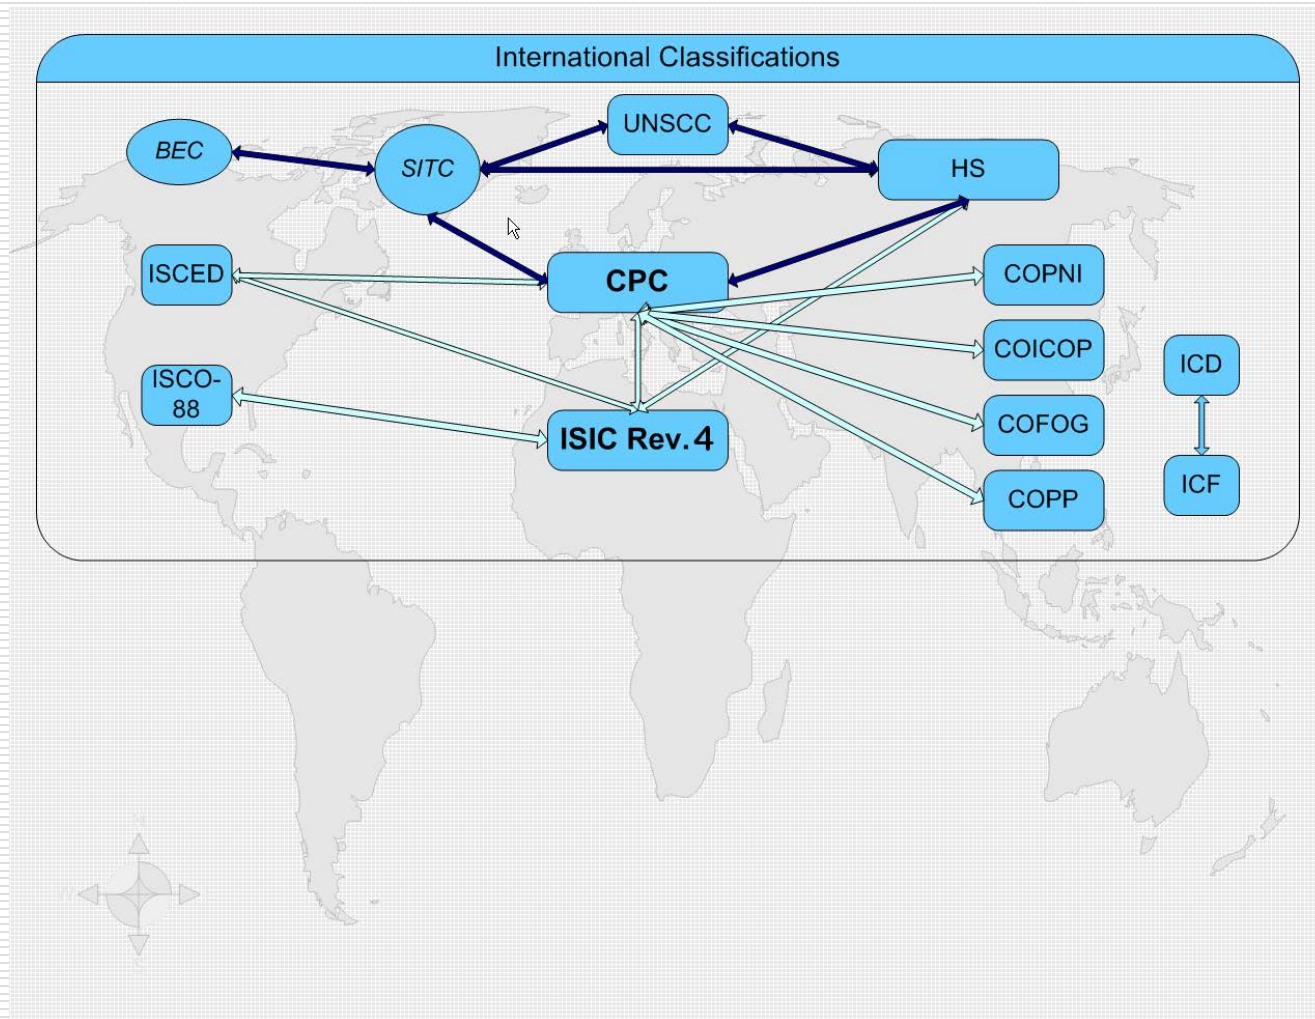 International Classifications
UNSCC
BEC
SITC
HS
ISCED
CPC
COPNI
COICOP
ICD
ISCO-
88
COFOG
ISIC Rev. 4
ICF
COPP